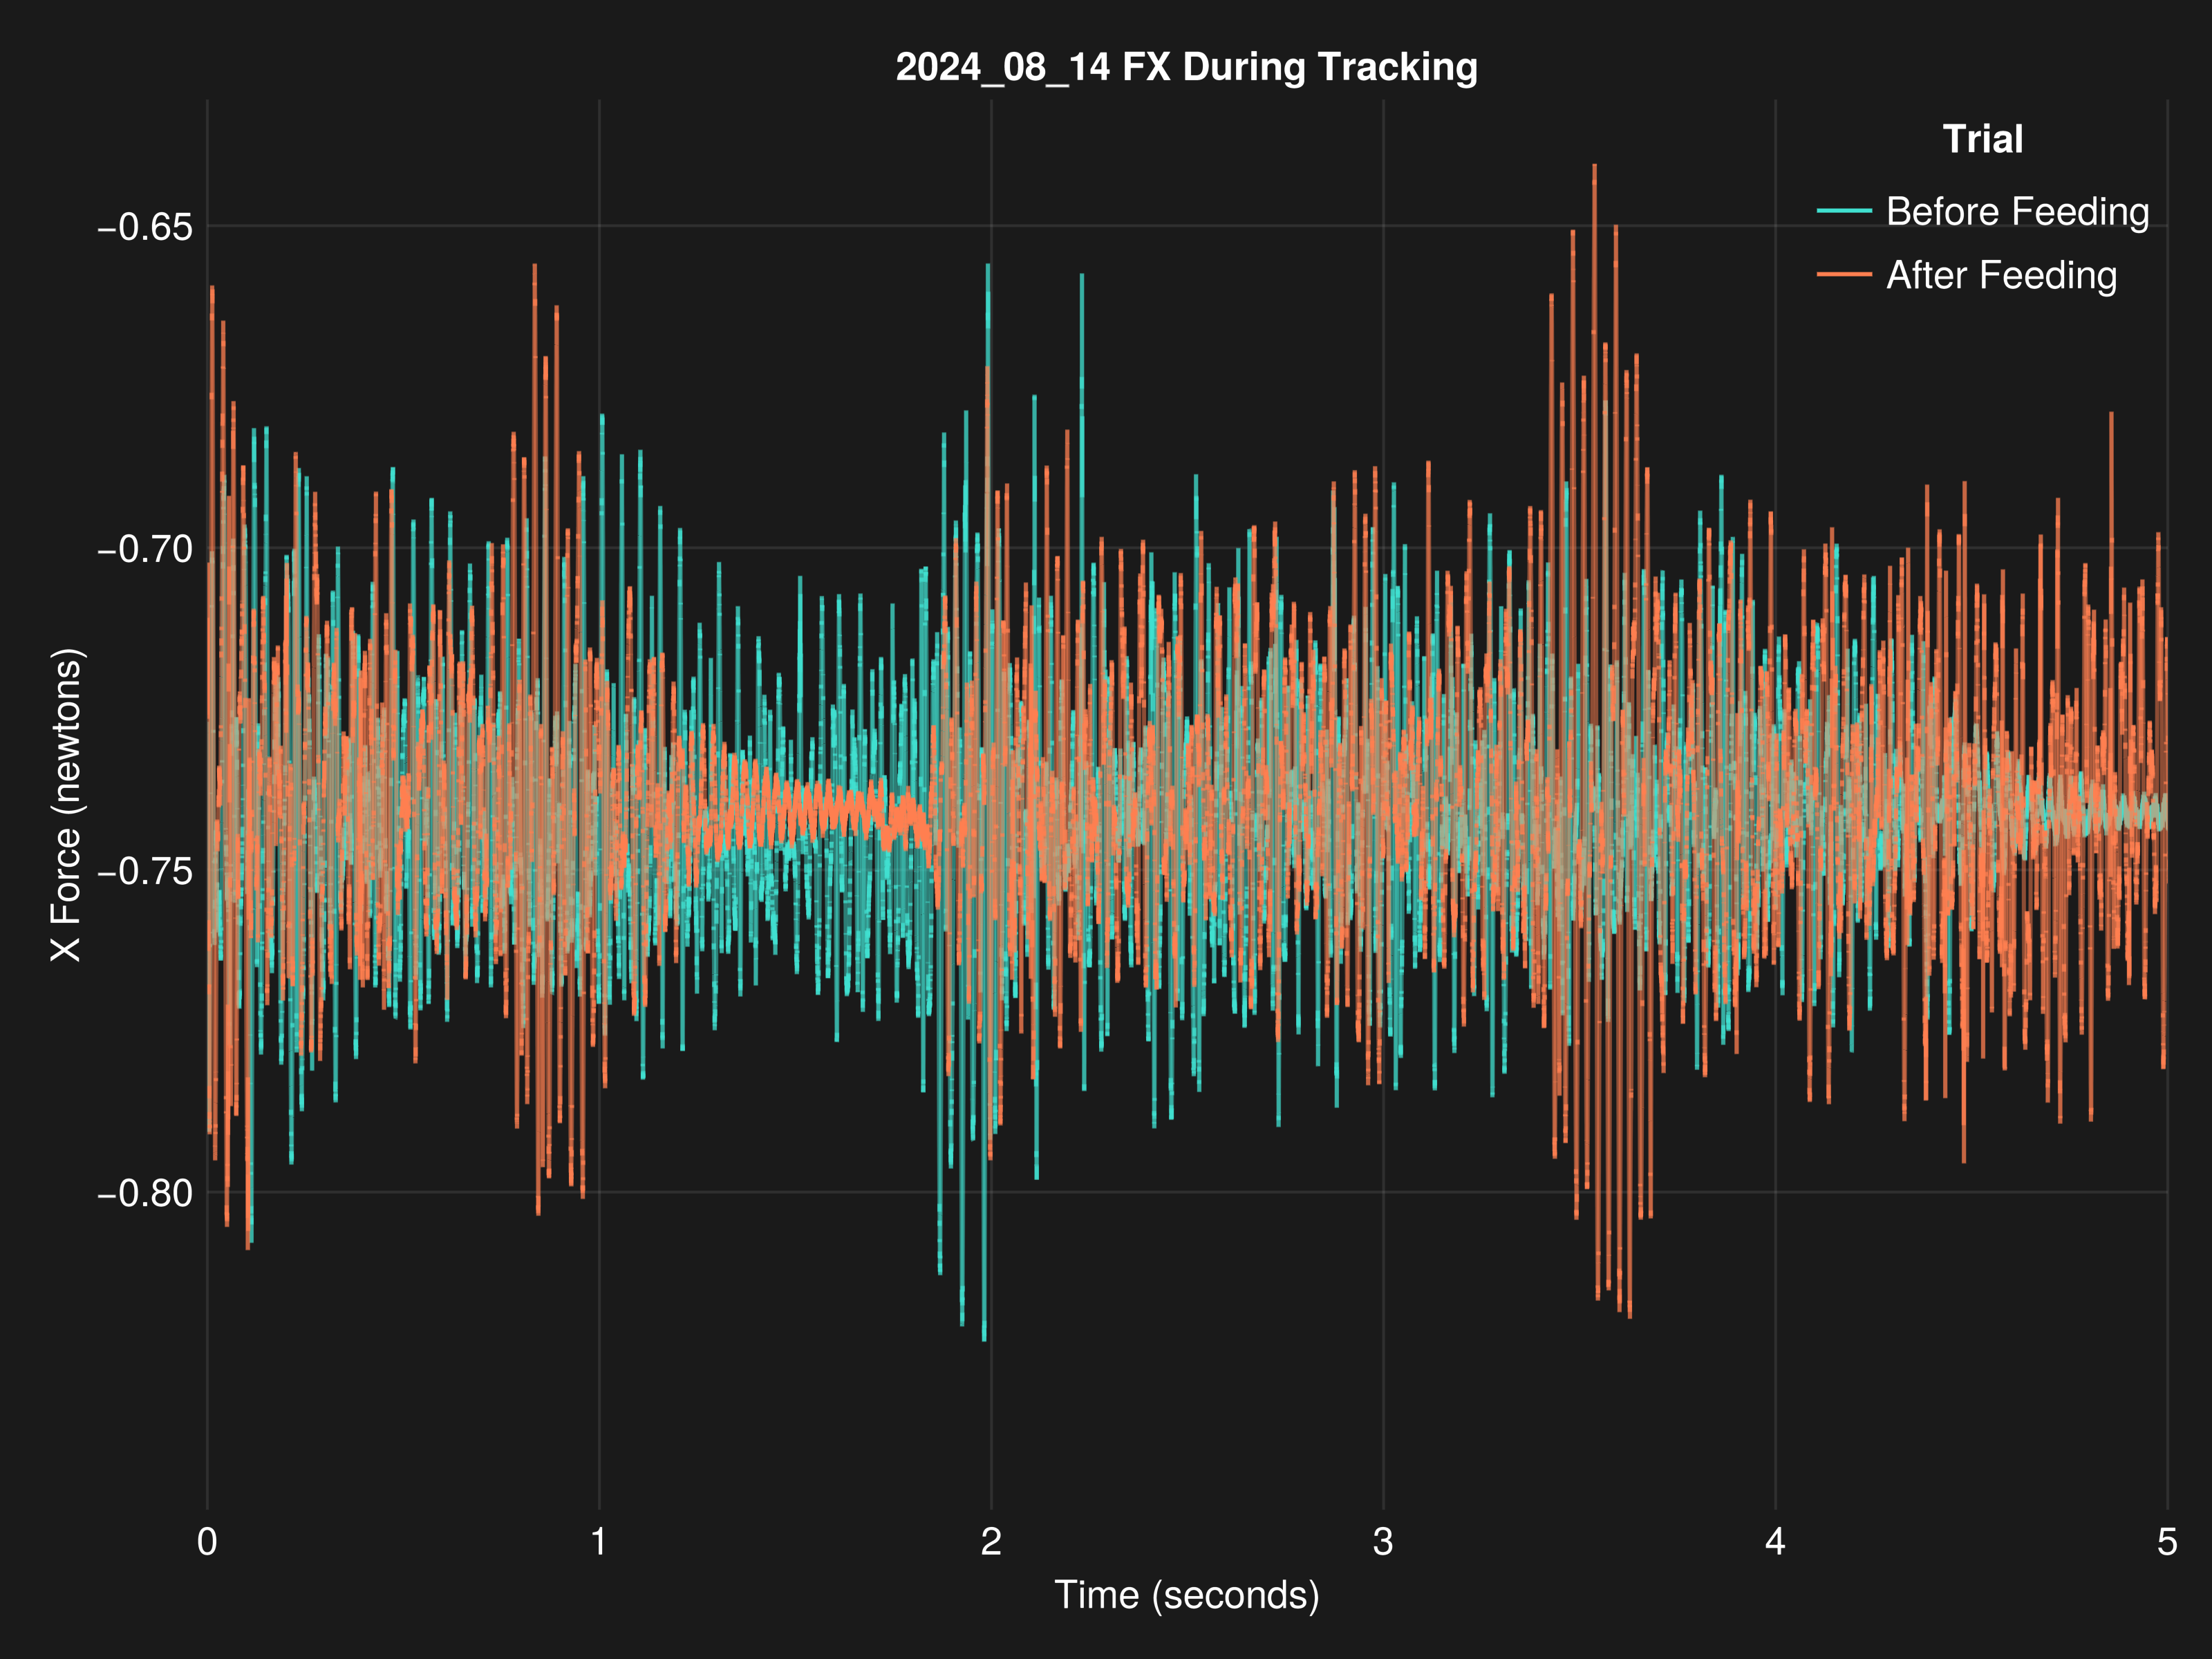 2024_08_14 FX During Tracking
Trial
Before Feeding
After Feeding
X Force (newtons)
−0.65
−0.70
−0.75
−0.80
0 1 2 3 4 5
Time (seconds)